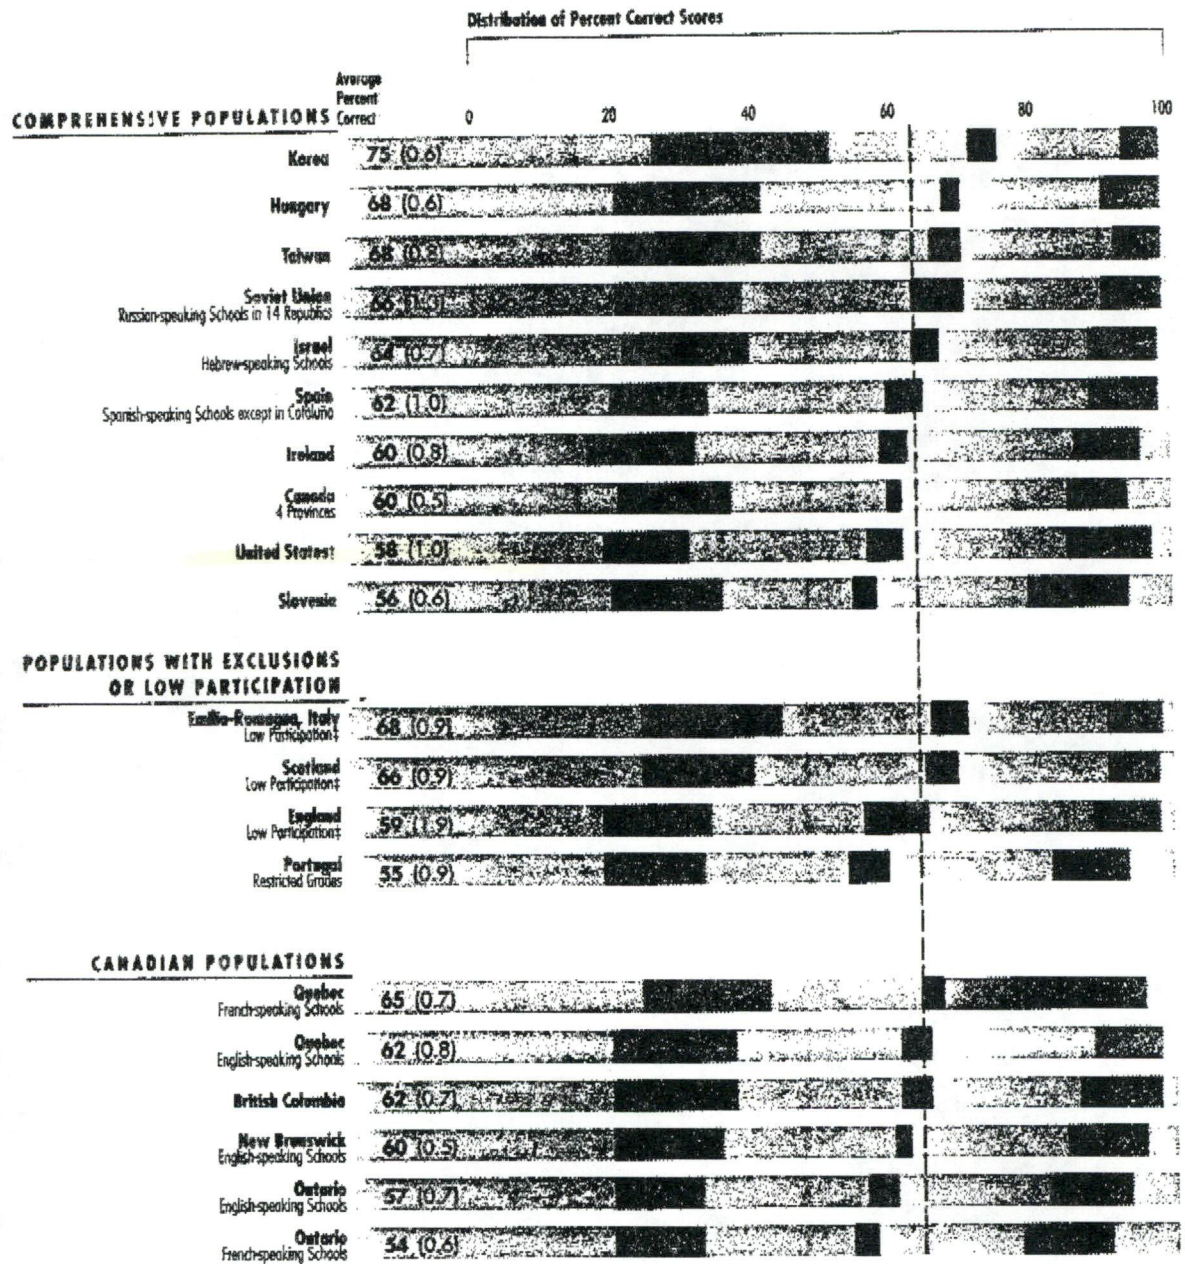 Distribution of Percent Correct Scores
Average
Percent
COMPREHENSIVE POPULATIONS Correct 0 20 40 60 80 100
Korea 75 (0.6)
Hungary 68 (0.6)
Taiwan 68 (0.8)
Soviet Union 66 (1.3)
Russian-speaking Schools in 14 Republics
Israel 64 (0.7)
Hebrew-speaking Schools
Spain 62 (1.0)
Spanish-speaking Schools except in Cataluña
Ireland 60 (0.8)
Canada 60 (0.5)
4 Provinces
United States† 58 (1.0)
Slovenia 56 (0.6)
POPULATIONS WITH EXCLUSIONS
OR LOW PARTICIPATION
Emilia-Romagna, Italy 68 (0.9)
Low Participation‡
Scotland 66 (0.9)
Low Participation‡
England 59 (1.9)
Low Participation‡
Portugal 55 (0.9)
Restricted Grades
CANADIAN POPULATIONS
Quebec 65 (0.7)
French-speaking Schools
Quebec 62 (0.8)
English-speaking Schools
British Columbia 62 (0.7)
New Brunswick 60 (0.5)
English-speaking Schools
Ontario 57 (0.7)
English-speaking Schools
Ontario 54 (0.6)
French-speaking Schools